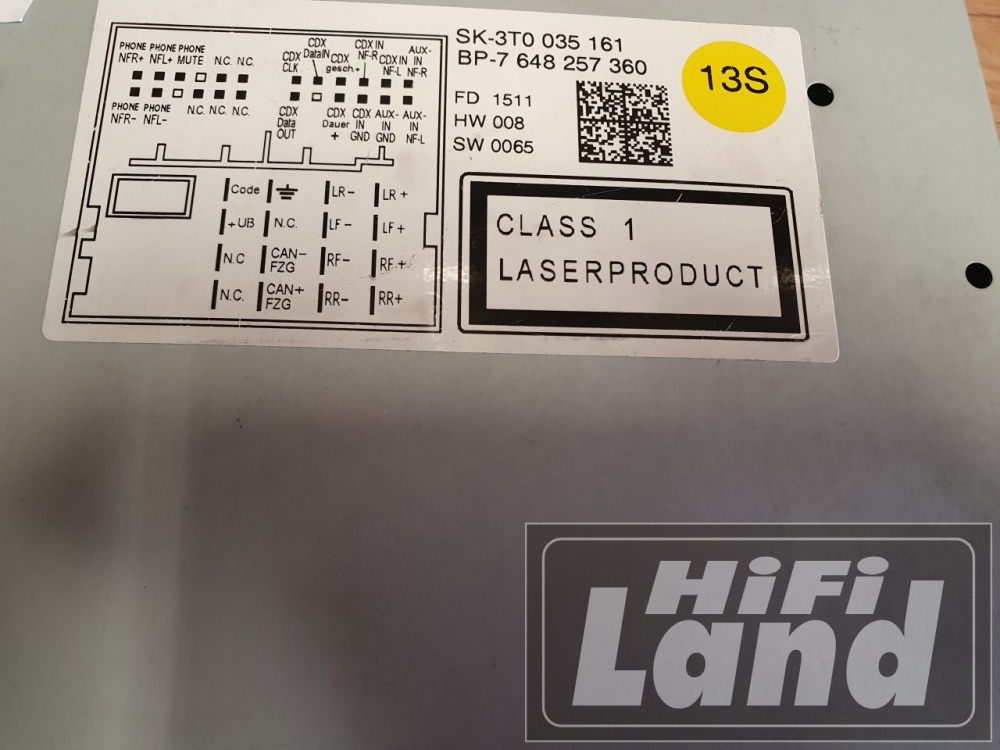 PHONE PHONE PHONE
NFR+ NFL+ MUTE N.C. N.C.
PHONE PHONE
NFR- NFL- N.C. N.C. N.C.
CDX
CLK
CDX
DataIN
CDX
gesch.+
CDX IN
NF-R
CDX IN
NF-L
AUX-
IN
NF-R
CDX
Data
OUT
CDX
Dauer
+
CDX
IN
GND
AUX-
IN
GND
AUX-
IN
NF-L
Code LR- LR+
+UB N.C. LF- LF+
N.C CAN-
FZG RF- RF+
N.C. CAN+
FZG RR- RR+
SK-3T0 035 161
BP-7 648 257 360
FD 1511
HW 008
SW 0065
13S
CLASS 1
LASERPRODUCT
HiFi
Land